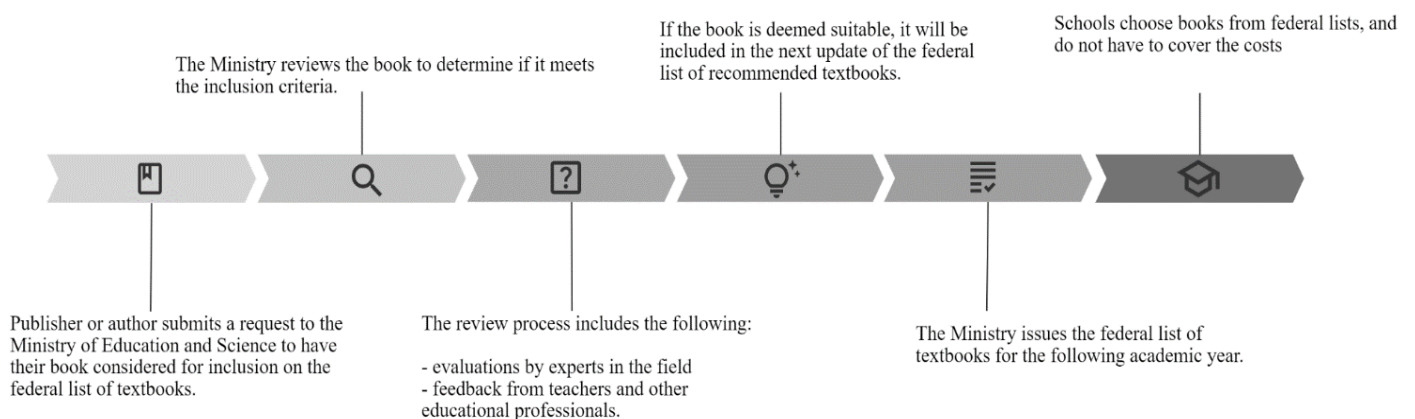 Publisher or author submits a request to the
Ministry of Education and Science to have
their book considered for inclusion on the
federal list of textbooks.
The Ministry reviews the book to determine if it meets
the inclusion criteria.
The review process includes the following:
- evaluations by experts in the field
- feedback from teachers and other
educational professionals.
If the book is deemed suitable, it will be
included in the next update of the federal
list of recommended textbooks.
The Ministry issues the federal list of
textbooks for the following academic year.
Schools choose books from federal lists, and
do not have to cover the costs